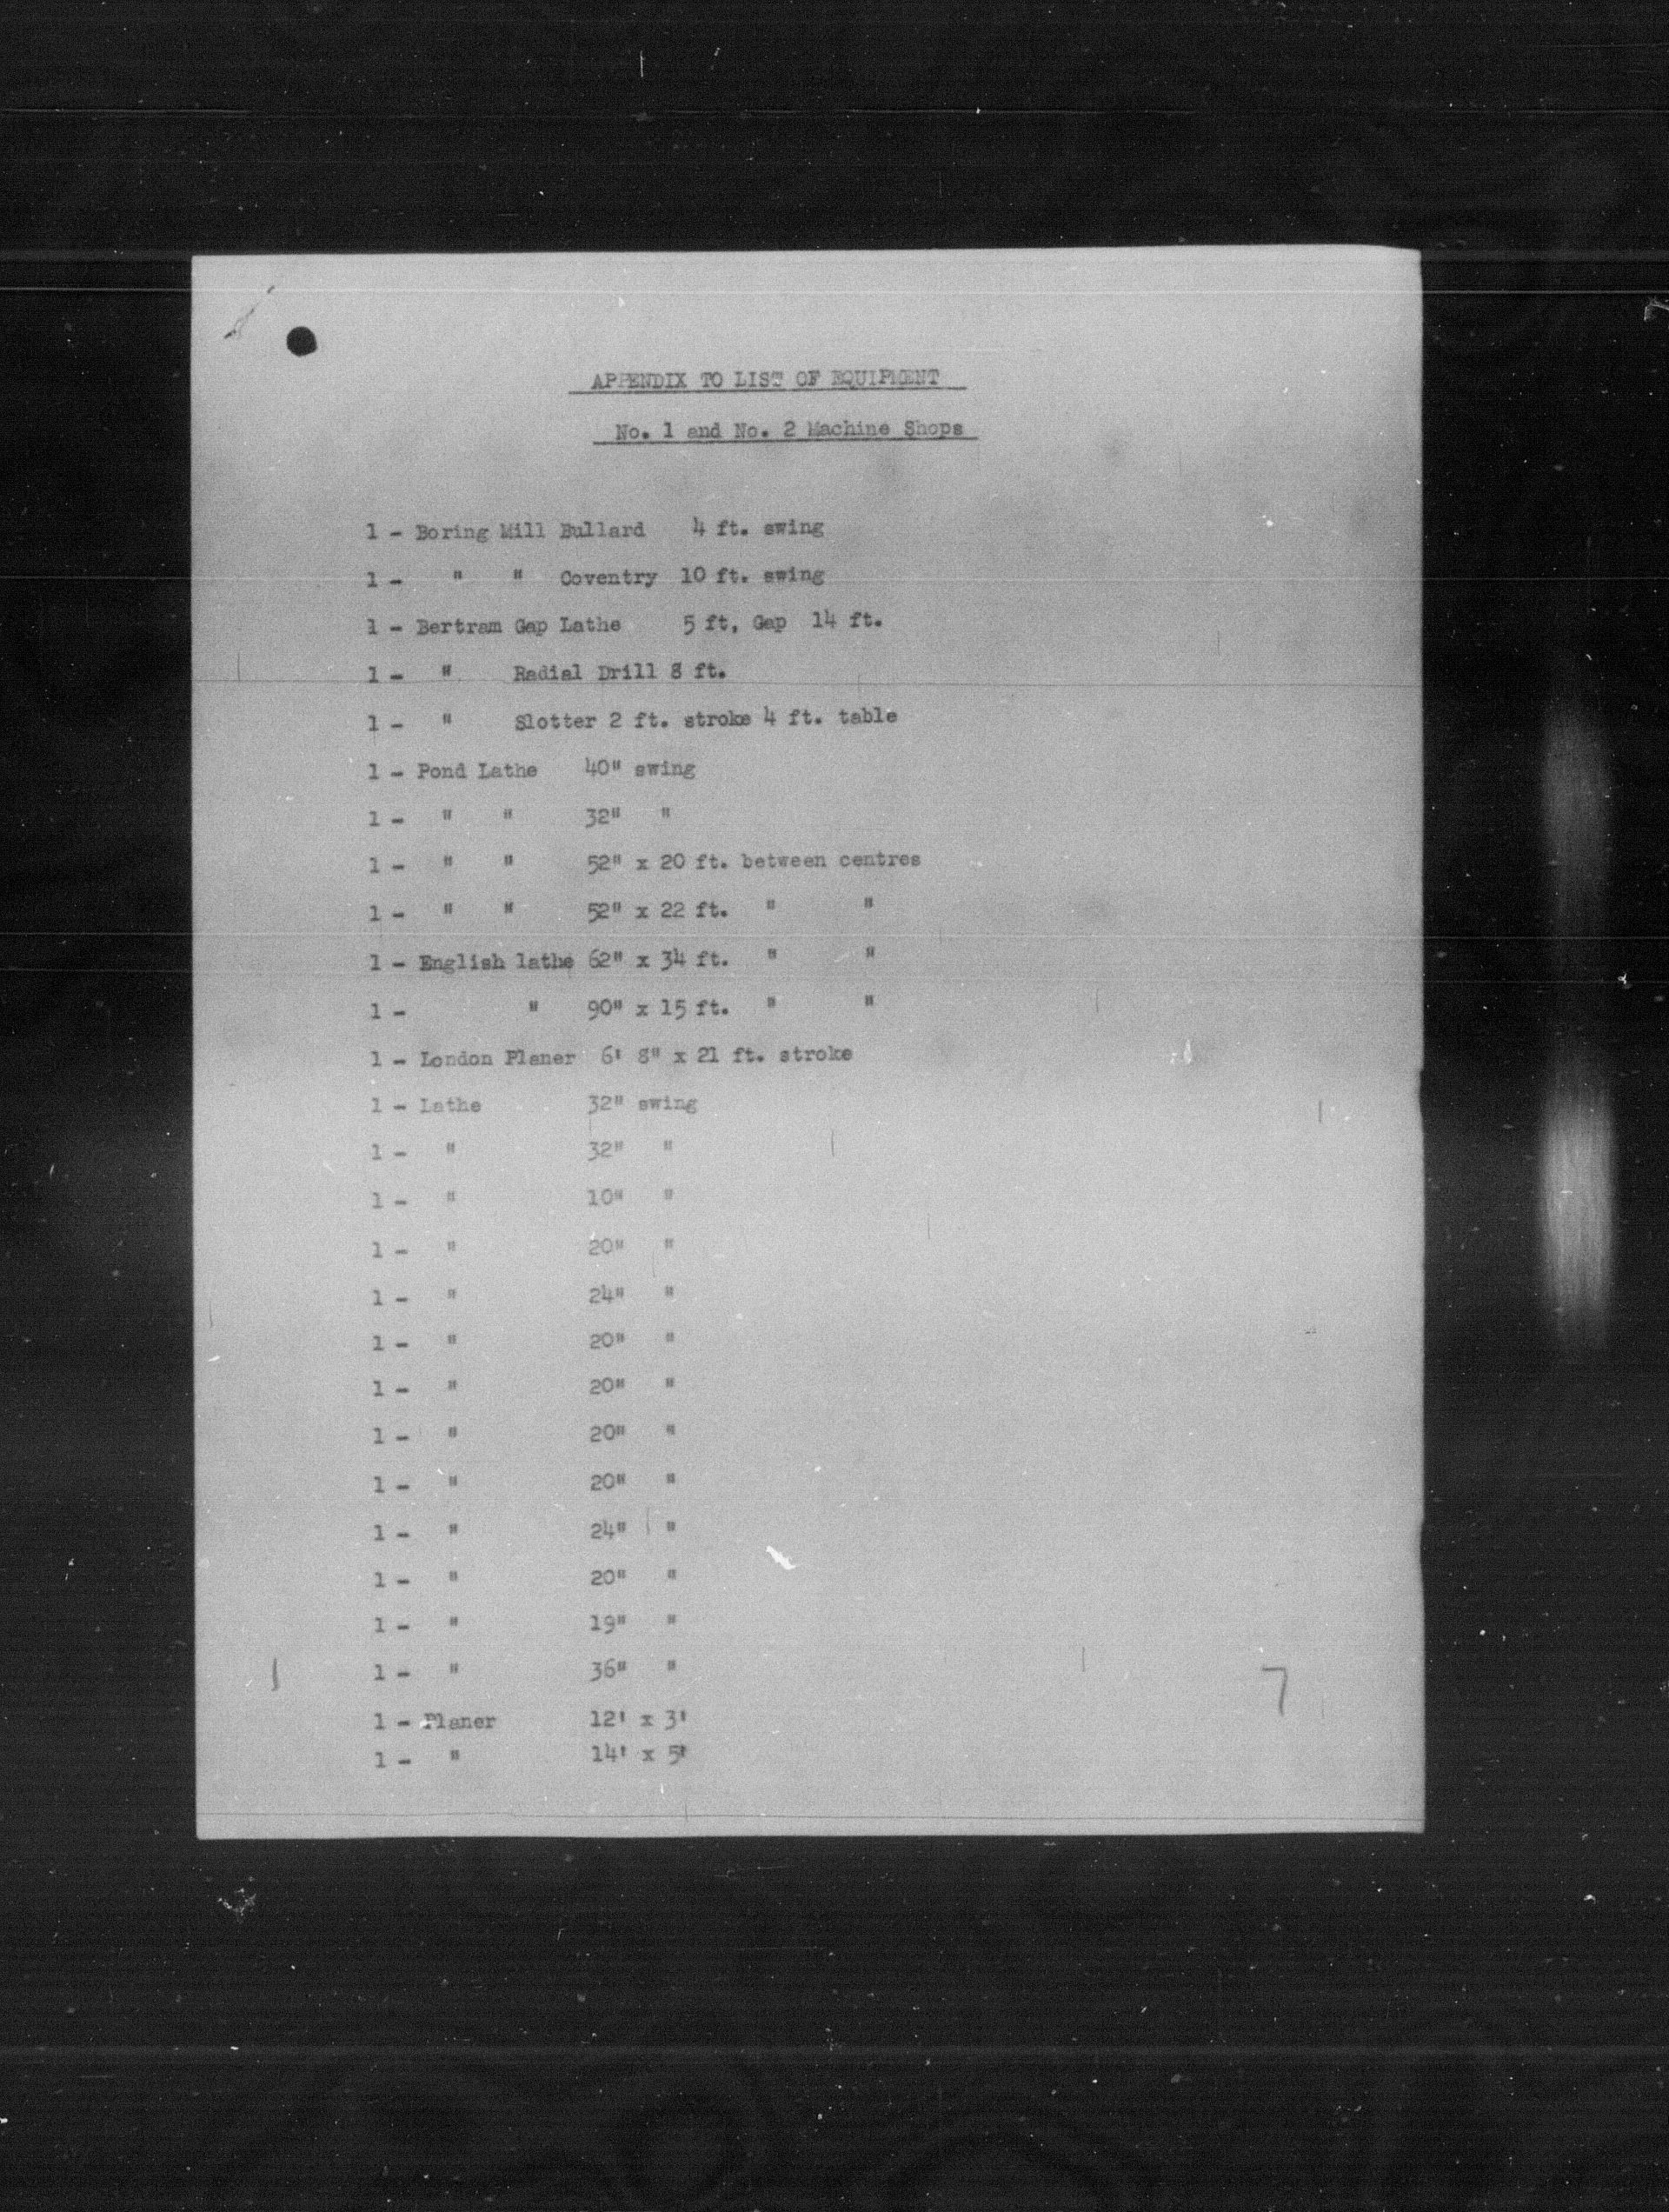 APPENDIX TO LIST OF EQUIPMENT
No. 1 and No. 2 Machine Shops
1 - Boring Mill Bullard 4 ft. swing
1 - " " Coventry 10 ft. swing
1 - Bertram Gap Lathe 5 ft, Gap 14 ft.
1 - " Radial Drill 8 ft.
1 - " Slotter 2 ft. stroke 4 ft. table
1 - Pond Lathe 40" swing
1 - " " 32" "
1 - " " 52" x 20 ft. between centres
1 - " " 52" x 22 ft. " "
1 - English lathe 62" x 34 ft. " "
1 - " 90" x 15 ft. " "
1 - London Planer 6' 8" x 21 ft. stroke
1 - Lathe 32" swing
1 - " 32" "
1 - " 10" "
1 - " 20" "
1 - " 24" "
1 - " 20" "
1 - " 20" "
1 - " 20" "
1 - " 20" "
1 - " 24" "
1 - " 20" "
1 - " 19" "
1 - " 36" "
1 - Planer 12' x 3'
1 - " 14' x 5'
7